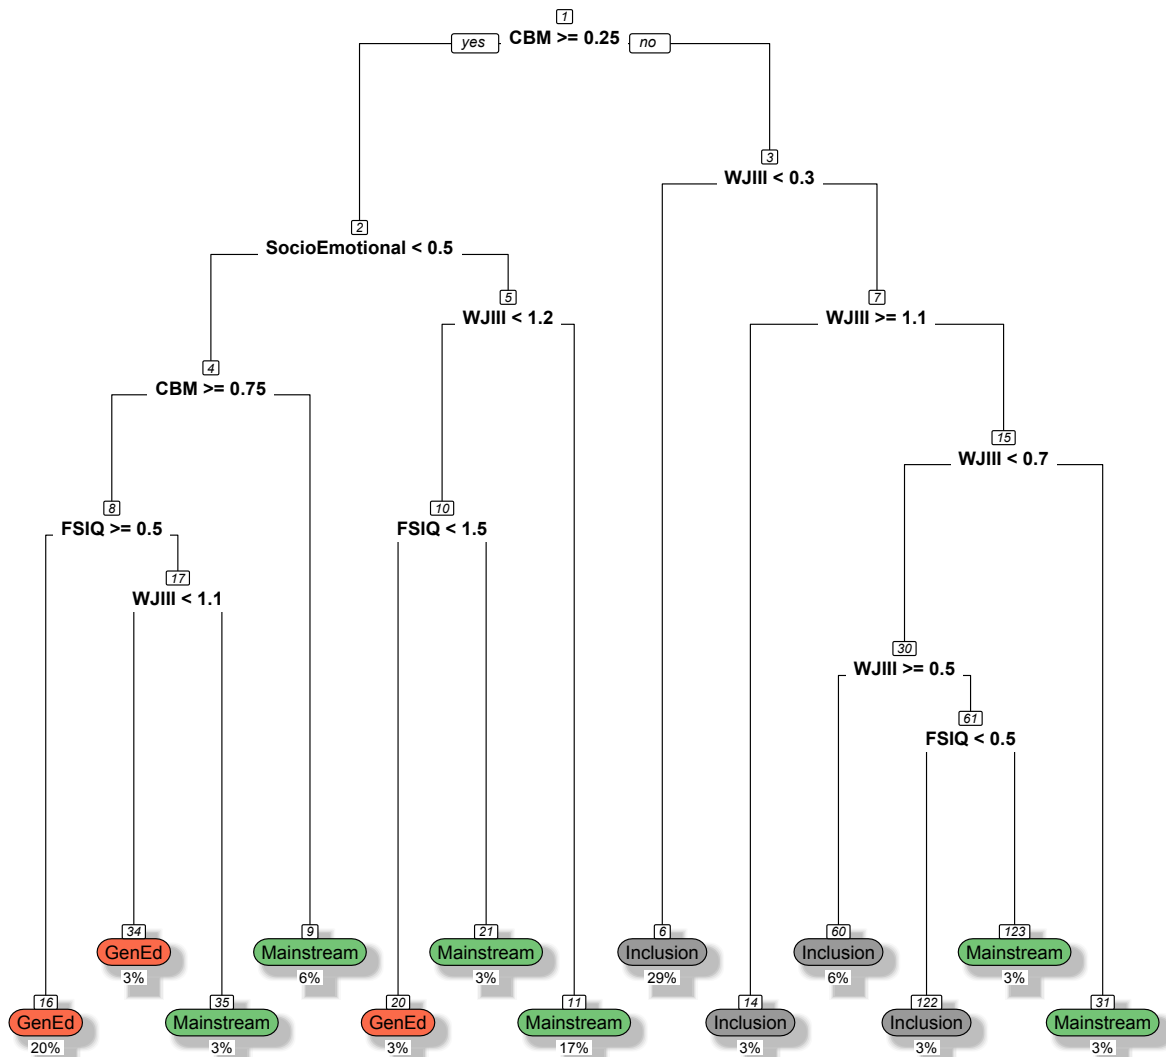 1
yes CBM >= 0.25 no
3
WJIII < 0.3
2
SocioEmotional < 0.5
5
WJIII < 1.2
7
WJIII >= 1.1
4
CBM >= 0.75
15
WJIII < 0.7
8
FSIQ >= 0.5
10
FSIQ < 1.5
17
WJIII < 1.1
30
WJIII >= 0.5
61
FSIQ < 0.5
34 9 21 6 60 123
GenEd Mainstream Mainstream Inclusion Inclusion Mainstream
3% 6% 3% 29% 6% 3%
16 35 20 11 14 122 31
GenEd Mainstream GenEd Mainstream Inclusion Inclusion Mainstream
20% 3% 3% 17% 3% 3% 3%